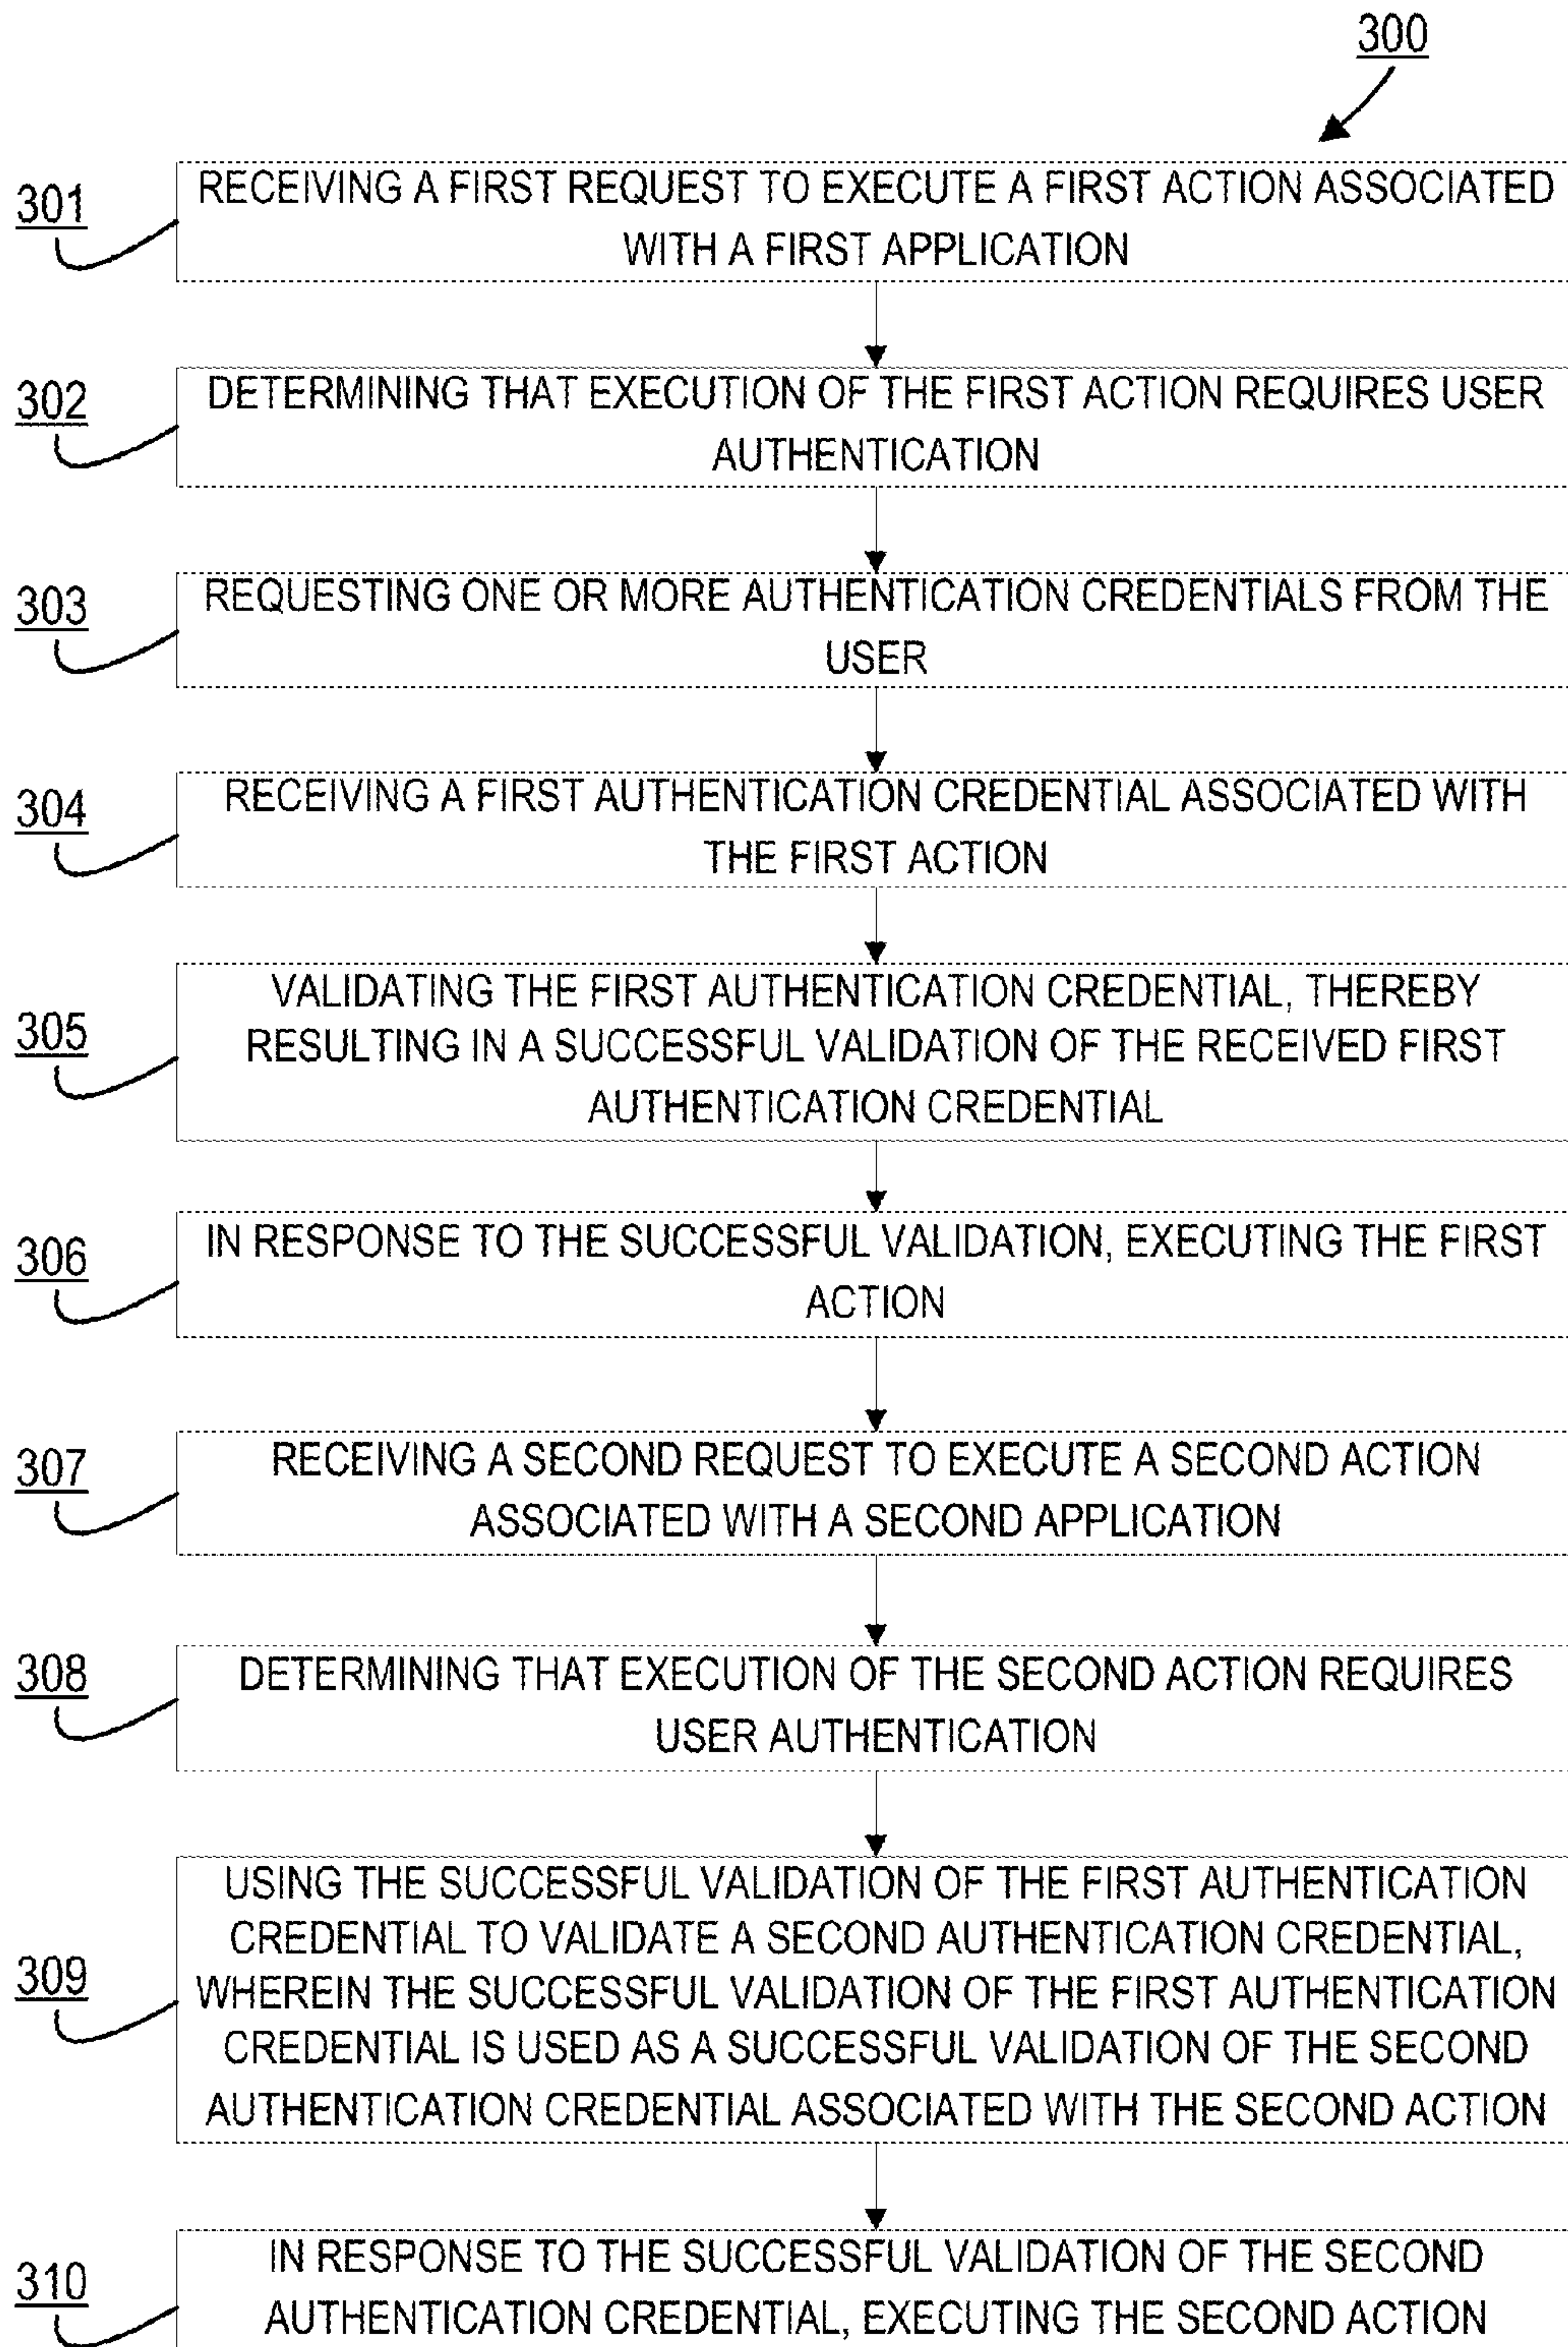 300
301
RECEIVING A FIRST REQUEST TO EXECUTE A FIRST ACTION ASSOCIATED
WITH A FIRST APPLICATION
302
DETERMINING THAT EXECUTION OF THE FIRST ACTION REQUIRES USER
AUTHENTICATION
303
REQUESTING ONE OR MORE AUTHENTICATION CREDENTIALS FROM THE
USER
304
RECEIVING A FIRST AUTHENTICATION CREDENTIAL ASSOCIATED WITH
THE FIRST ACTION
305
VALIDATING THE FIRST AUTHENTICATION CREDENTIAL, THEREBY
RESULTING IN A SUCCESSFUL VALIDATION OF THE RECEIVED FIRST
AUTHENTICATION CREDENTIAL
306
IN RESPONSE TO THE SUCCESSFUL VALIDATION, EXECUTING THE FIRST
ACTION
307
RECEIVING A SECOND REQUEST TO EXECUTE A SECOND ACTION
ASSOCIATED WITH A SECOND APPLICATION
308
DETERMINING THAT EXECUTION OF THE SECOND ACTION REQUIRES
USER AUTHENTICATION
309
USING THE SUCCESSFUL VALIDATION OF THE FIRST AUTHENTICATION
CREDENTIAL TO VALIDATE A SECOND AUTHENTICATION CREDENTIAL,
WHEREIN THE SUCCESSFUL VALIDATION OF THE FIRST AUTHENTICATION
CREDENTIAL IS USED AS A SUCCESSFUL VALIDATION OF THE SECOND
AUTHENTICATION CREDENTIAL ASSOCIATED WITH THE SECOND ACTION
310
IN RESPONSE TO THE SUCCESSFUL VALIDATION OF THE SECOND
AUTHENTICATION CREDENTIAL, EXECUTING THE SECOND ACTION